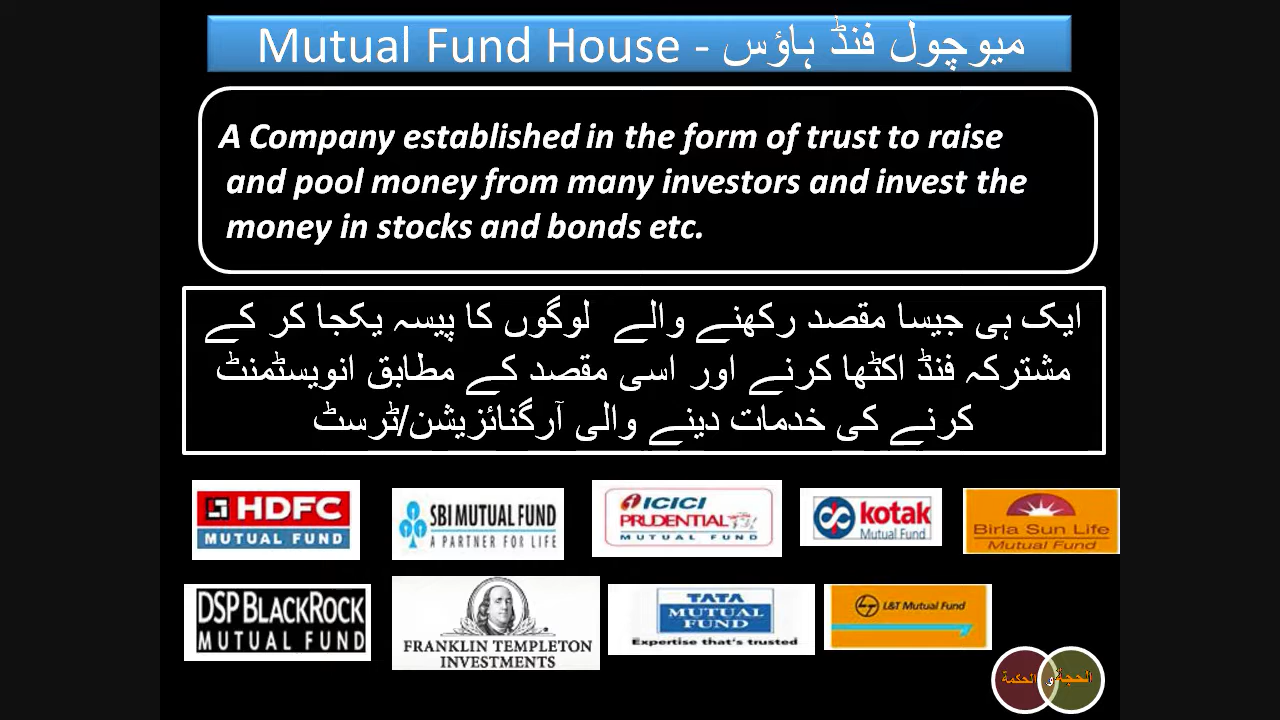 Mutual Fund House - میوچول فنڈ ہاؤس
A Company established in the form of trust to raise
and pool money from many investors and invest the
money in stocks and bonds etc.
ایک ہی جیسا مقصد رکھنے والے لوگوں کا پیسہ یکجا کر کے
مشترکہ فنڈ اکٹھا کرنے اور اسی مقصد کے مطابق انویسٹمنٹ
کرنے کی خدمات دینے والی آرگنائزیشن/ٹرسٹ
HDFC
MUTUAL FUND
SBI MUTUAL FUND
A PARTNER FOR LIFE
ICICI
PRUDENTIAL
MUTUAL FUND
kotak
Mutual Fund
Birla Sun Life
Mutual Fund
DSP BLACKROCK
MUTUAL FUND
FRANKLIN TEMPLETON
INVESTMENTS
TATA
MUTUAL
FUND
Expertise that's trusted
L&T Mutual Fund
الحجة و الحكمة